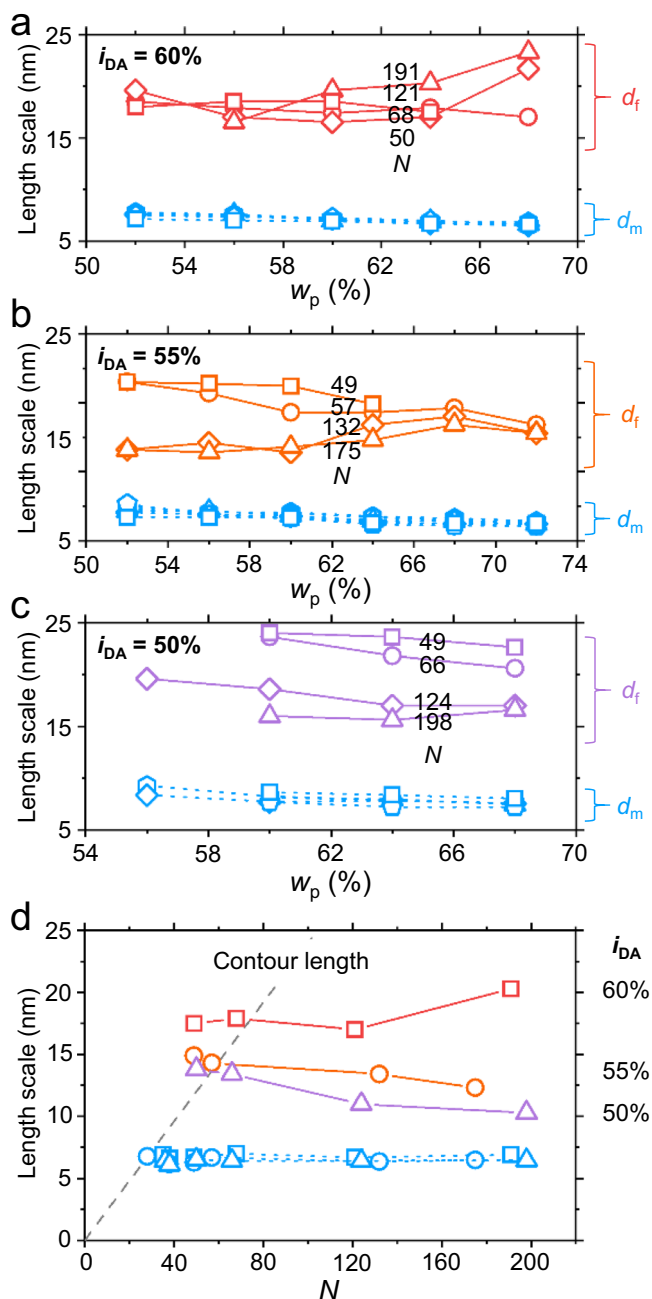 a
25
i_DA = 60%
191
121
68
50
N
15
5
Length scale (nm)
d_f
d_m
50 54 58 62 66 70
w_p (%)
b
25
i_DA = 55%
49
57
132
175
N
15
5
Length scale (nm)
d_f
d_m
50 54 58 62 66 70 74
w_p (%)
c
25
i_DA = 50%
49
66
124
198
N
15
5
Length scale (nm)
d_f
d_m
54 58 62 66 70
w_p (%)
d
25
Contour length
i_DA
20
60%
15
55%
10
50%
5
0
Length scale (nm)
0 40 80 120 160 200
N